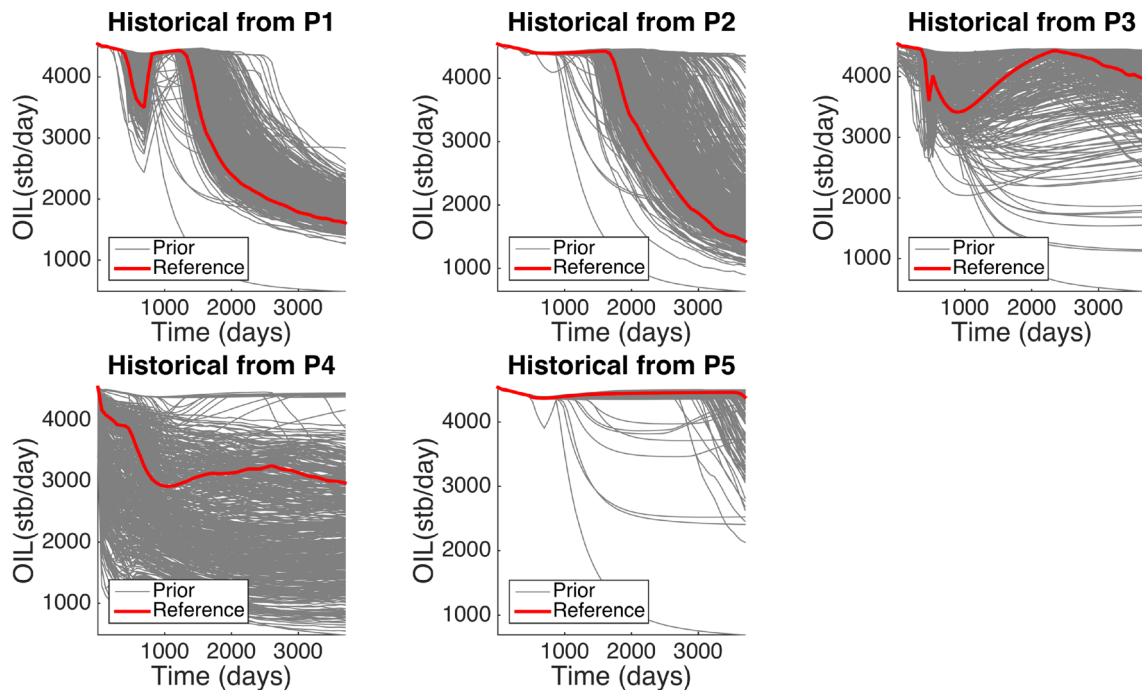 Historical from P1
OIL(stb/day)
4000
3000
2000
1000
Prior
Reference
1000 2000 3000
Time (days)
Historical from P2
OIL(stb/day)
4000
3000
2000
1000
Prior
Reference
1000 2000 3000
Time (days)
Historical from P3
OIL(stb/day)
4000
3000
2000
1000
Prior
Reference
1000 2000 3000
Time (days)
Historical from P4
OIL(stb/day)
4000
3000
2000
1000
Prior
Reference
1000 2000 3000
Time (days)
Historical from P5
OIL(stb/day)
4000
3000
2000
1000
Prior
Reference
1000 2000 3000
Time (days)